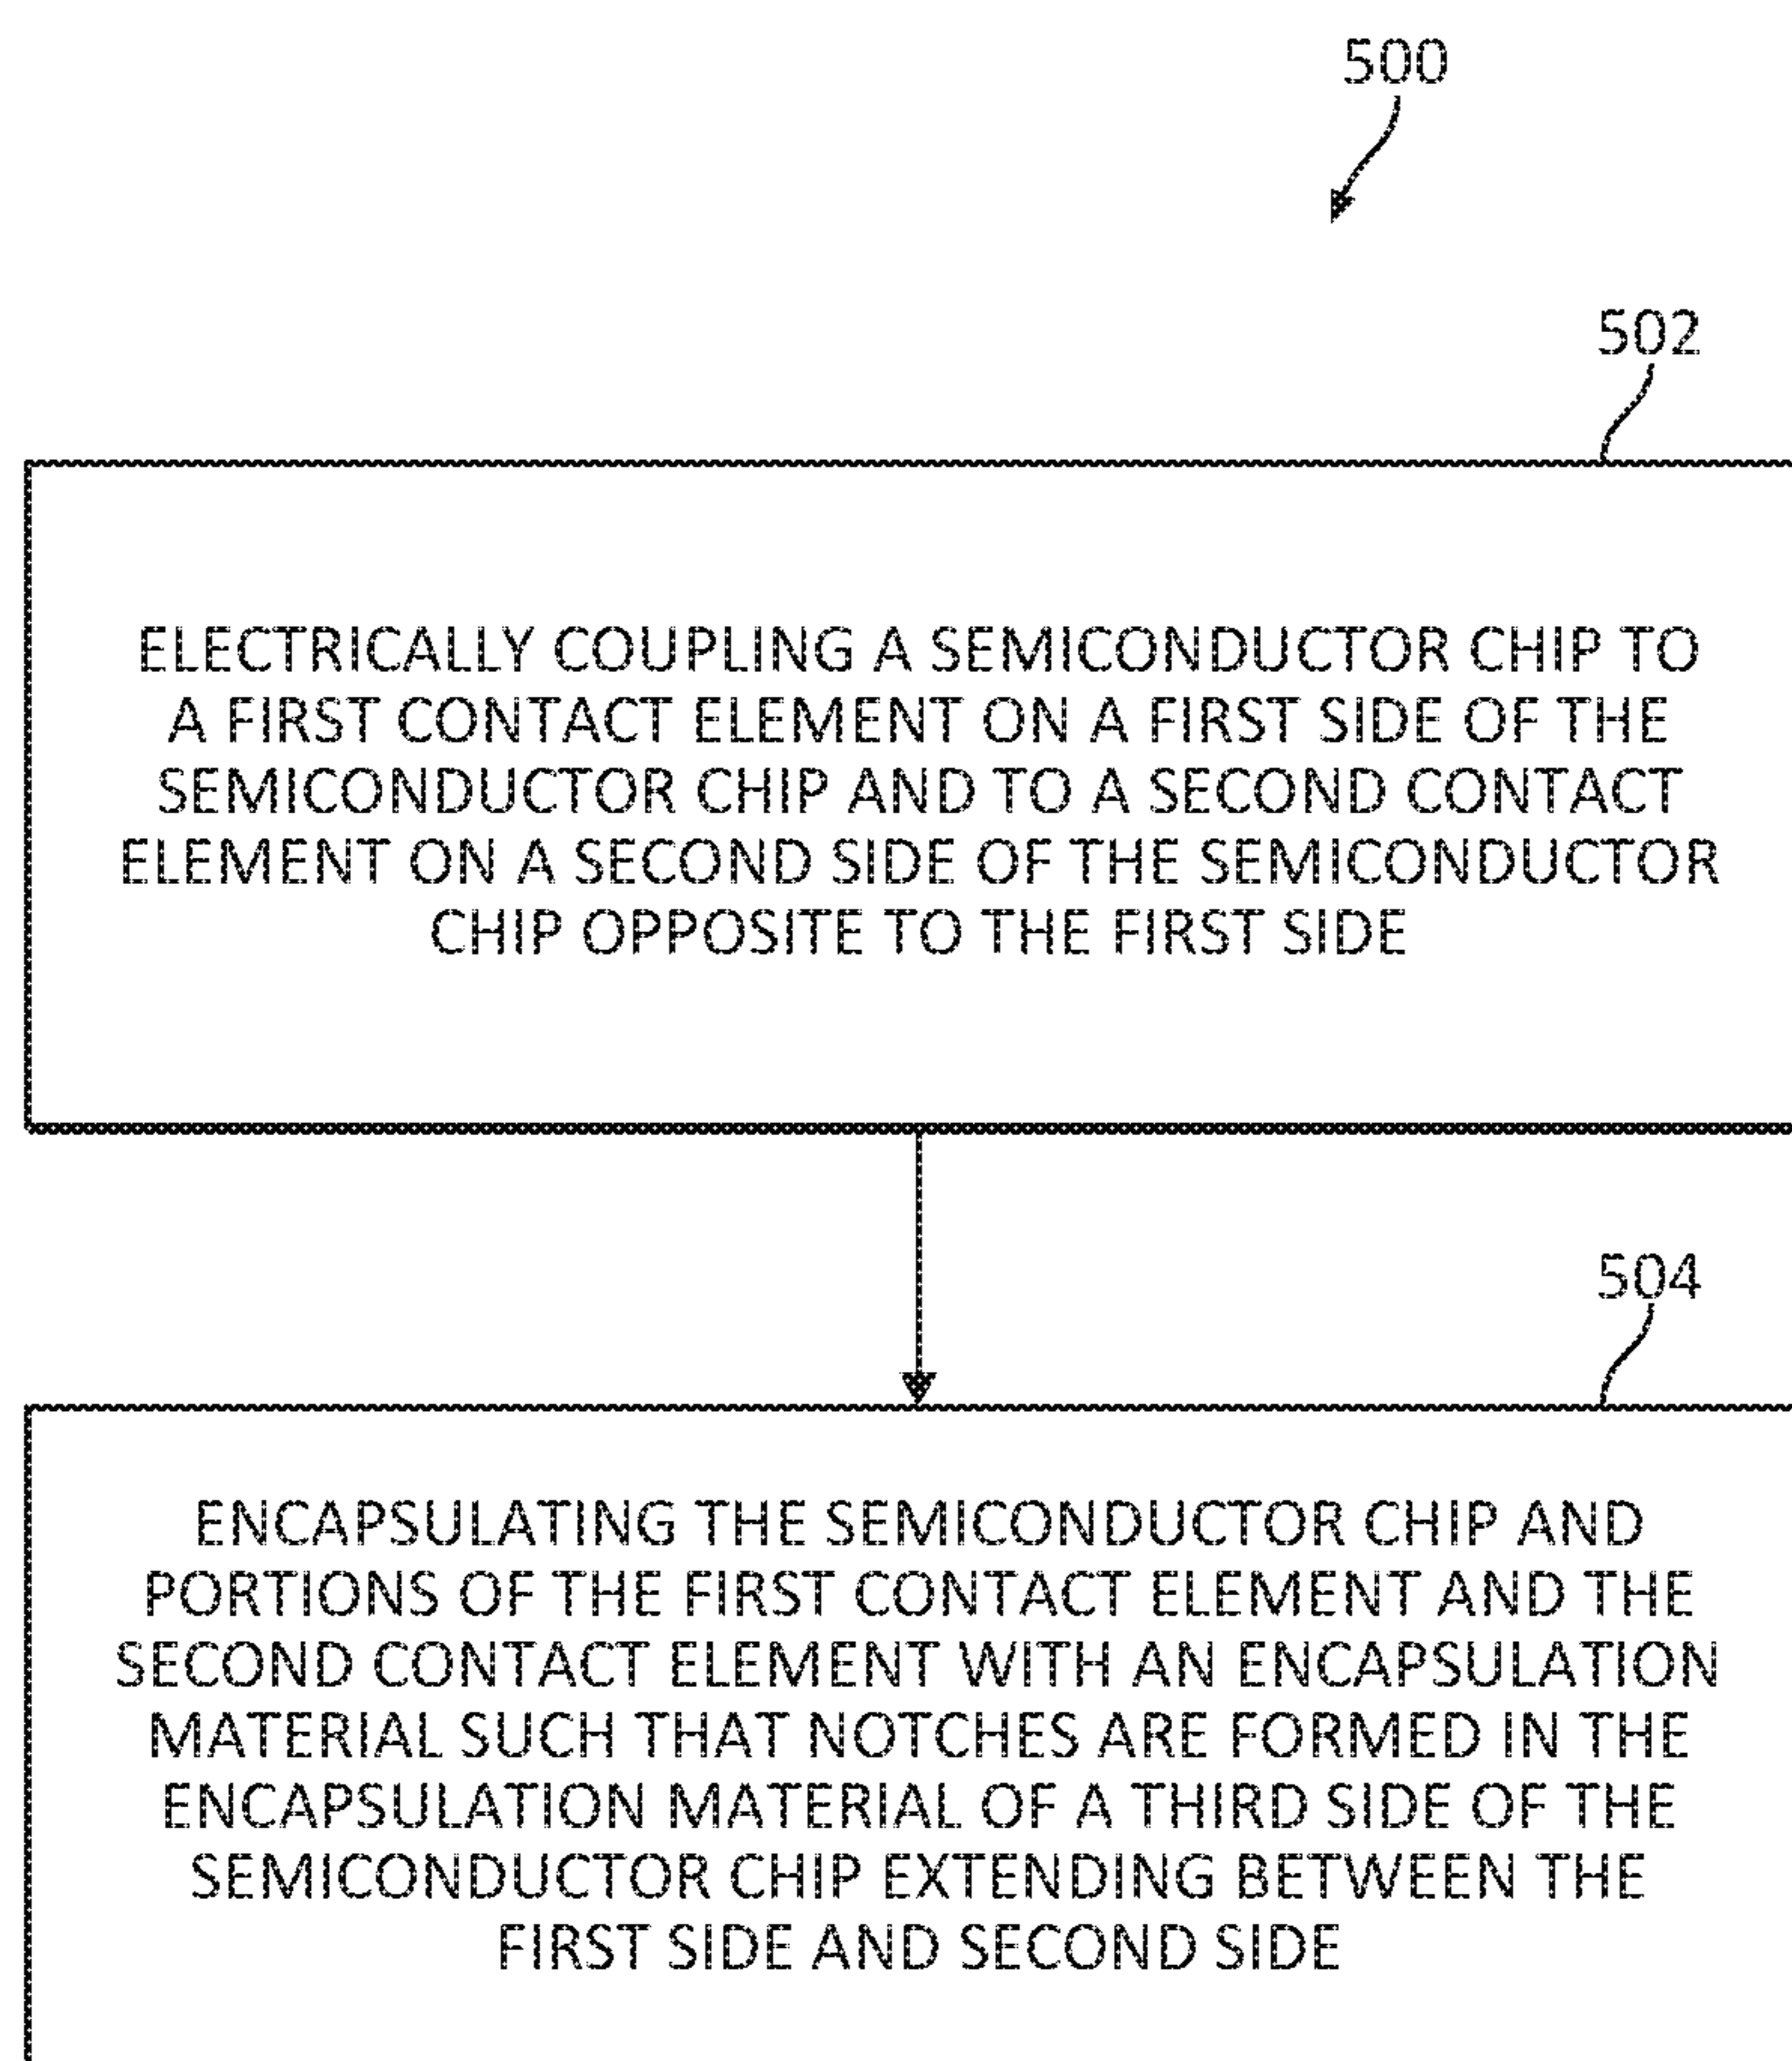 500
502
ELECTRICALLY COUPLING A SEMICONDUCTOR CHIP TO
A FIRST CONTACT ELEMENT ON A FIRST SIDE OF THE
SEMICONDUCTOR CHIP AND TO A SECOND CONTACT
ELEMENT ON A SECOND SIDE OF THE SEMICONDUCTOR
CHIP OPPOSITE TO THE FIRST SIDE
504
ENCAPSULATING THE SEMICONDUCTOR CHIP AND
PORTIONS OF THE FIRST CONTACT ELEMENT AND THE
SECOND CONTACT ELEMENT WITH AN ENCAPSULATION
MATERIAL SUCH THAT NOTCHES ARE FORMED IN THE
ENCAPSULATION MATERIAL OF A THIRD SIDE OF THE
SEMICONDUCTOR CHIP EXTENDING BETWEEN THE
FIRST SIDE AND SECOND SIDE